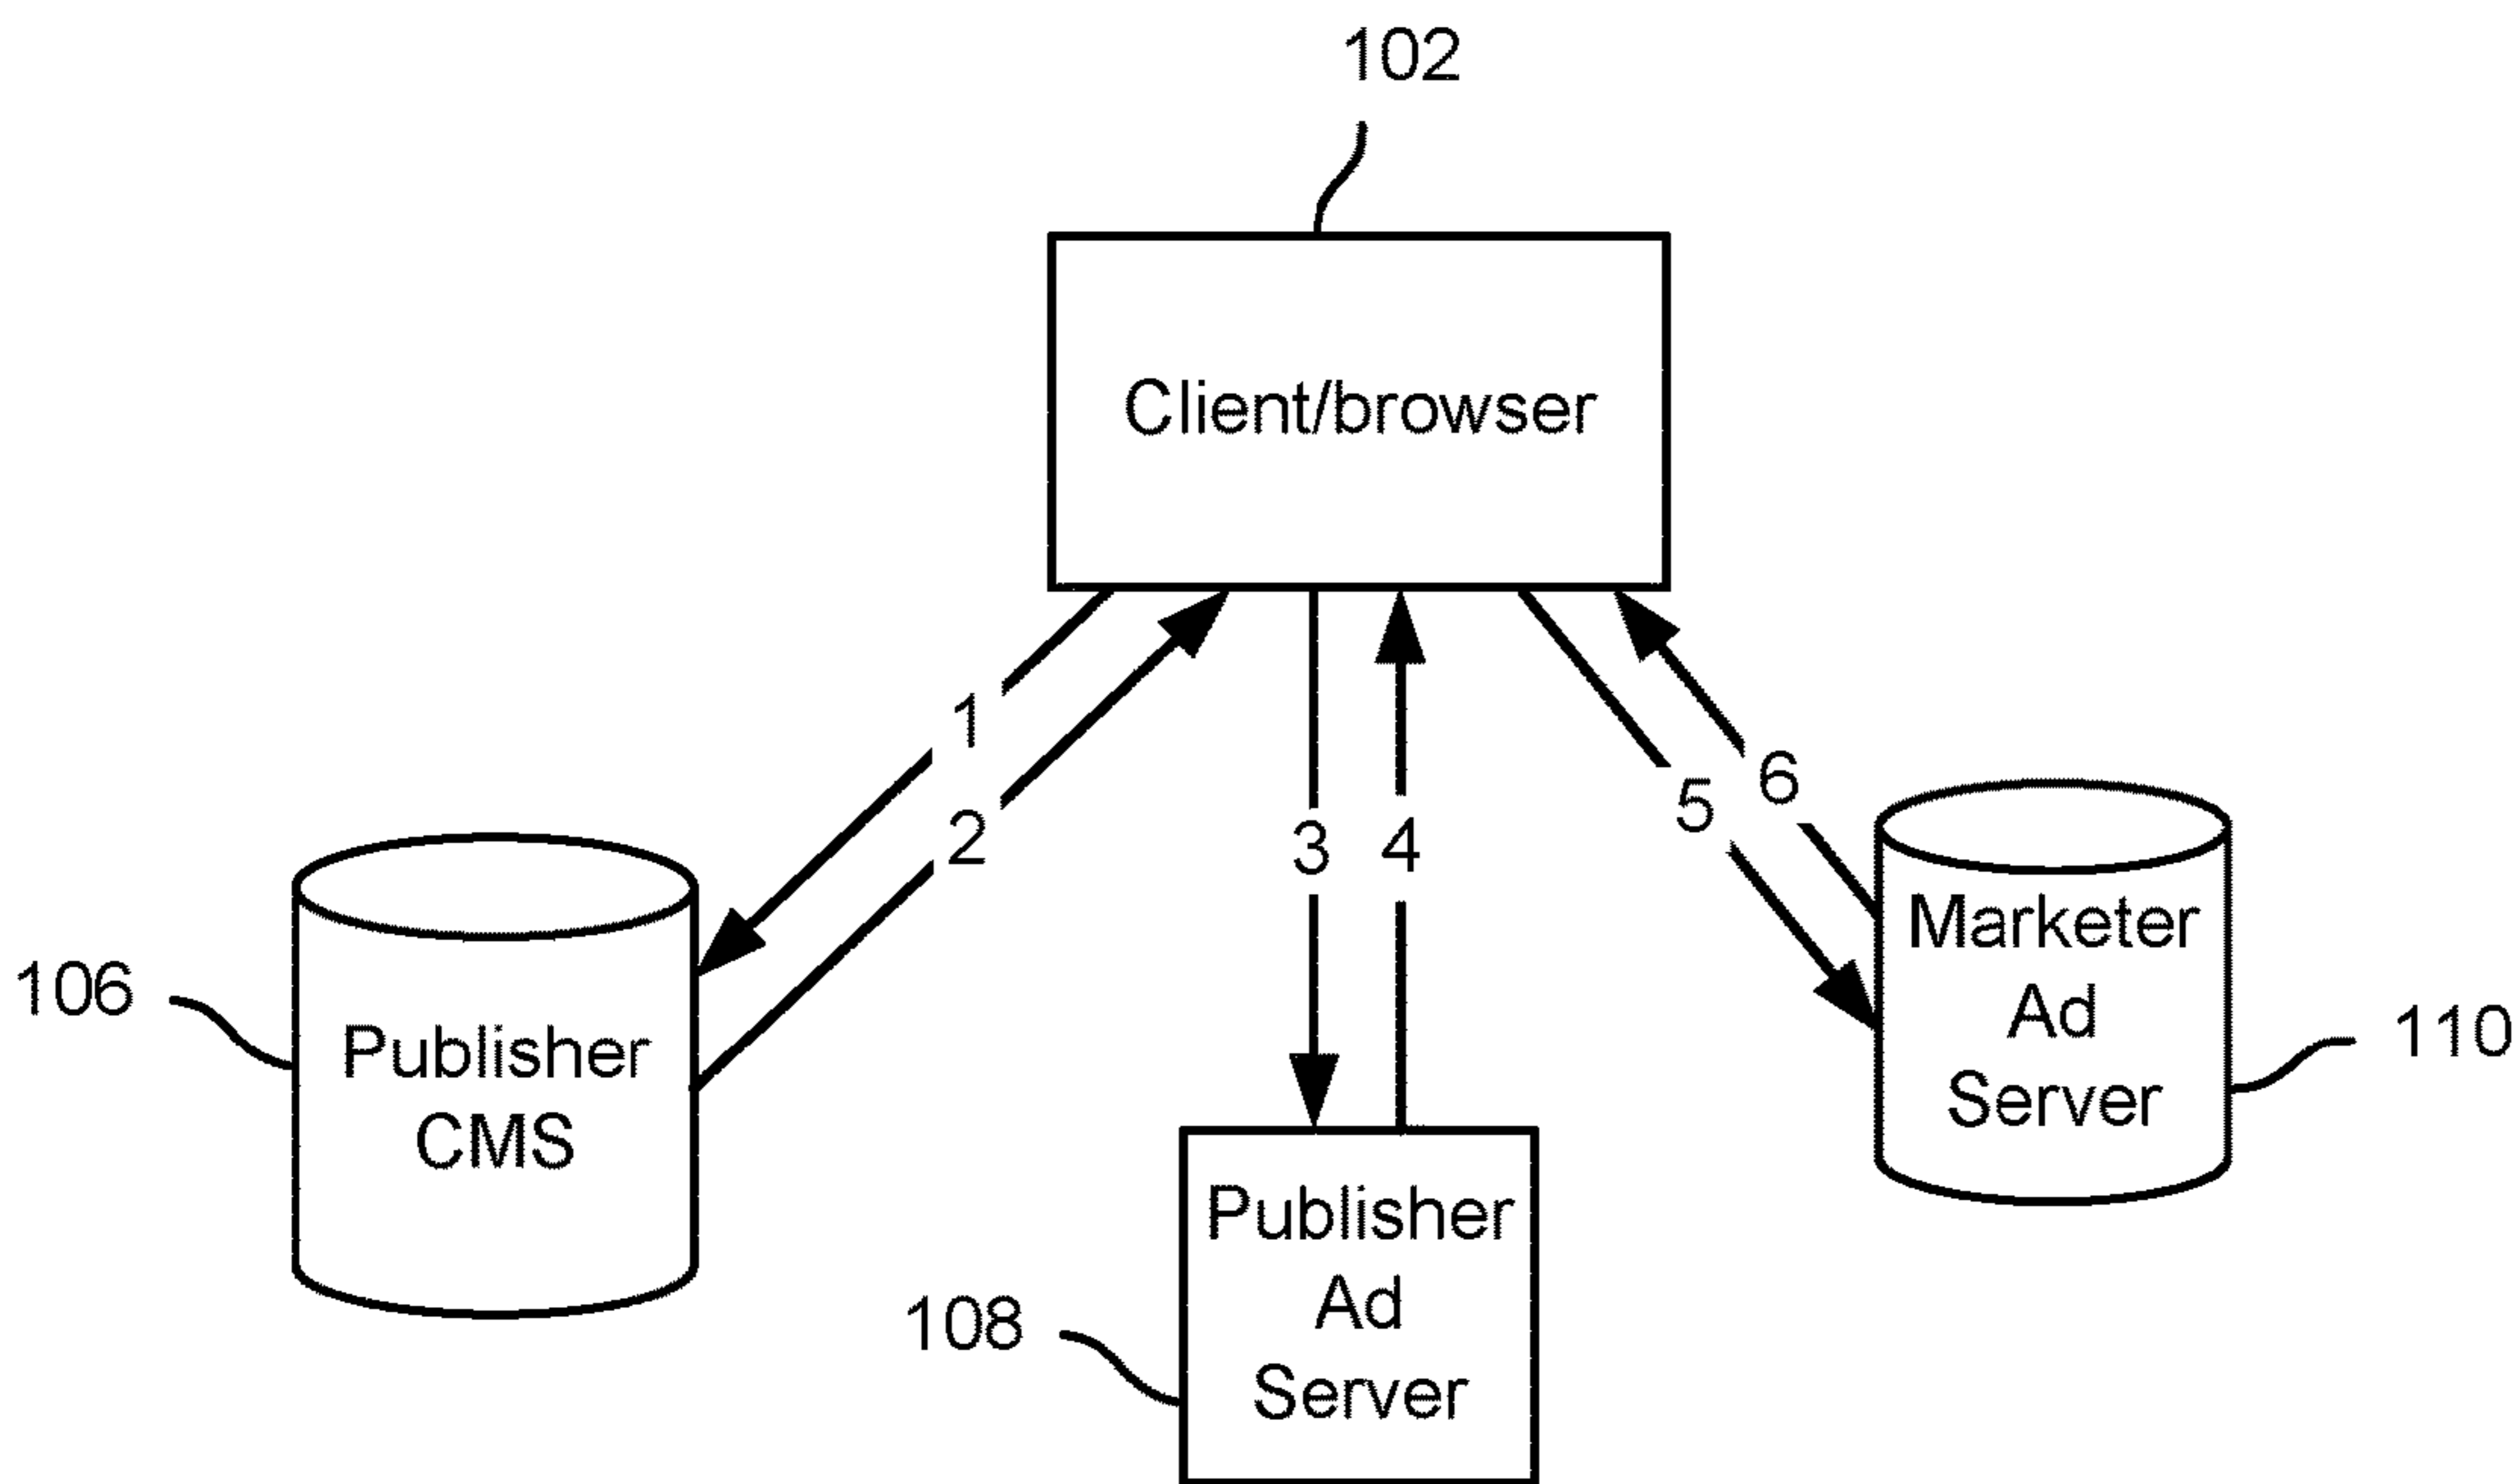 102
Client/browser
1
2
3
4
5
6
106
Publisher
CMS
Marketer
Ad
Server
110
108
Publisher
Ad
Server